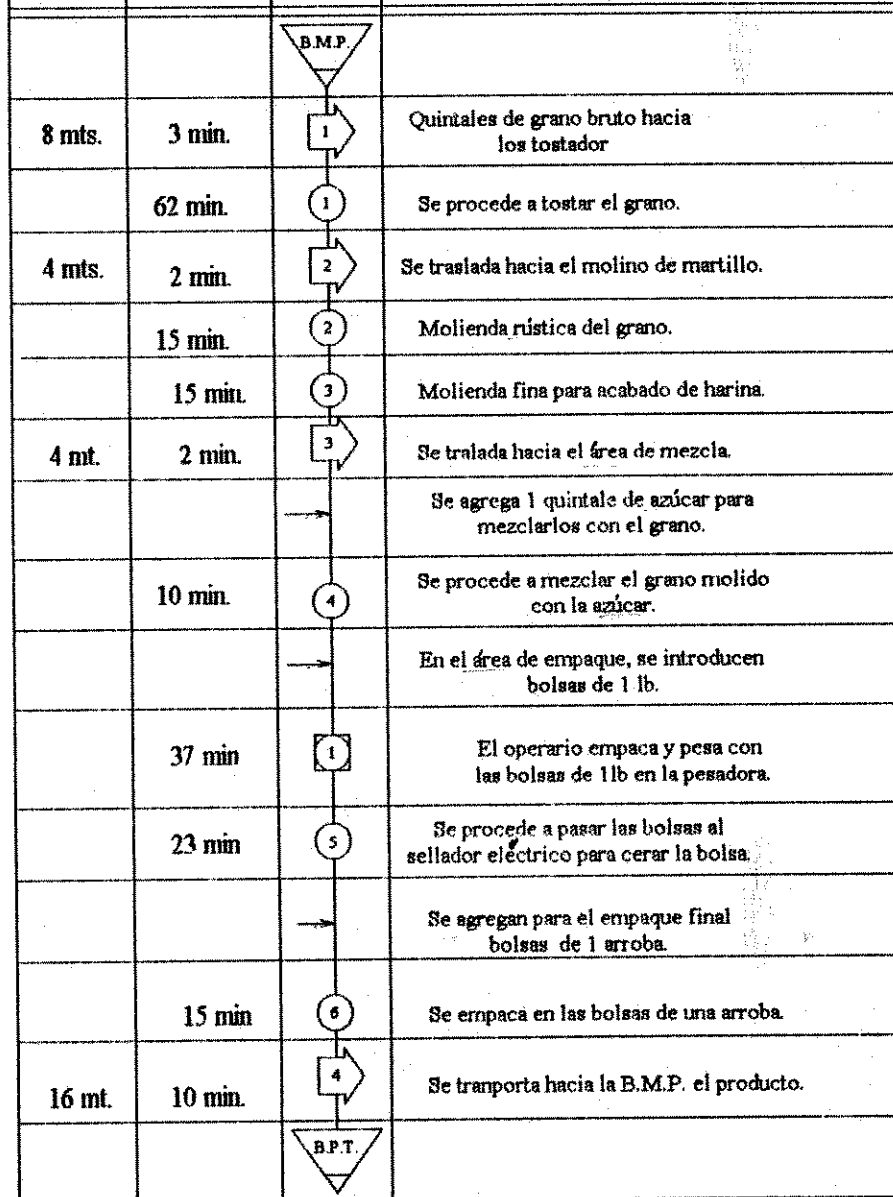 B.M.P.
8 mts. 3 min. 1 Quintales de grano bruto hacia
los tostador
62 min. 1 Se procede a tostar el grano.
4 mts. 2 min. 2 Se traslada hacia el molino de martillo.
15 min. 2 Molienda rústica del grano.
15 min. 3 Molienda fina para acabado de harina.
4 mt. 2 min. 3 Se tralada hacia el área de mezcla.
Se agrega 1 quintale de azúcar para
mezclarlos con el grano.
10 min. 4 Se procede a mezclar el grano molido
con la azúcar.
En el área de empaque, se introducen
bolsas de 1 lb.
37 min 1 El operario empaca y pesa con
las bolsas de 1lb en la pesadora.
23 min 5 Se procede a pasar las bolsas al
sellador eléctrico para cerar la bolsa.
Se agregan para el empaque final
bolsas de 1 arroba.
15 min 6 Se empaca en las bolsas de una arroba.
16 mt. 10 min. 4 Se tranporta hacia la B.M.P. el producto.
B.P.T.